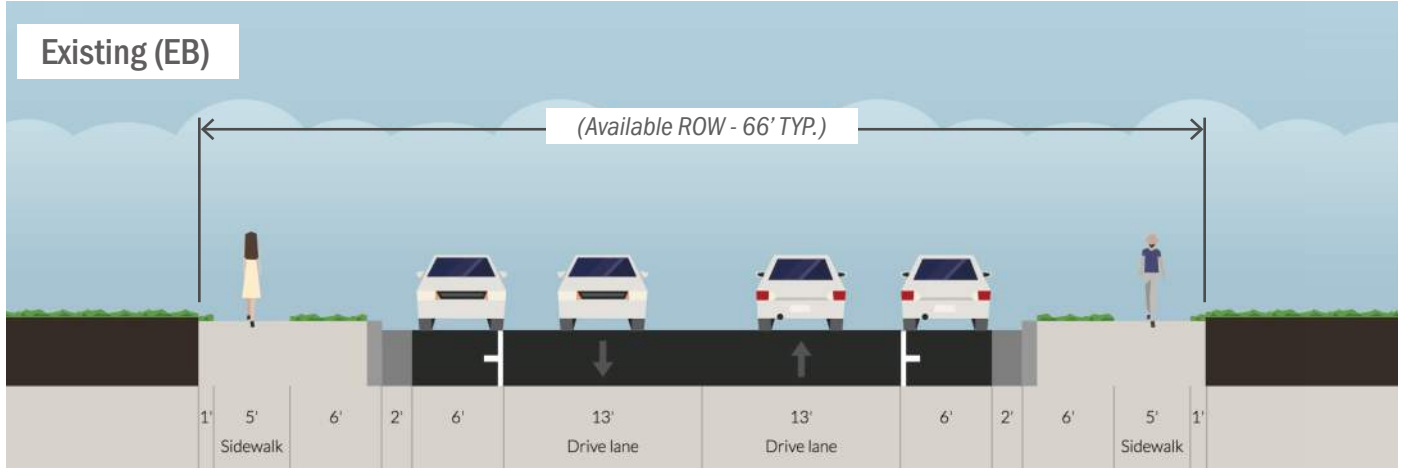 Existing (EB)
(Available ROW - 66' TYP.)
1' 5' 6' 2' 6' 13' 13' 6' 2' 6' 5' 1'
Sidewalk Drive lane Drive lane Sidewalk